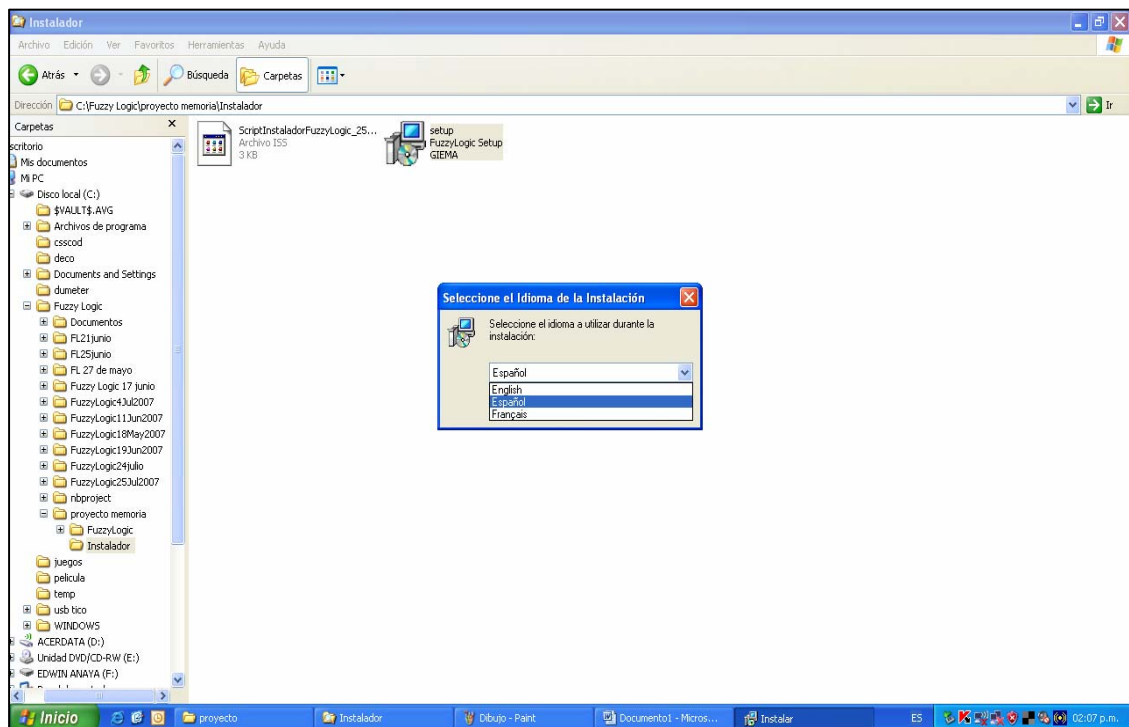 Instalador
Archivo Edición Ver Favoritos Herramientas Ayuda
Atrás Búsqueda Carpetas
Dirección C:\Fuzzy Logic\proyecto memoria\Instalador Ir
Carpetas x
scritorio
Mis documentos
Mi PC
Disco local (C:)
$VAULT$.AVG
Archivos de programa
csscod
deco
Documents and Settings
dumeter
Fuzzy Logic
Documentos
FL21junio
FL25junio
FL 27 de mayo
Fuzzy Logic 17 junio
FuzzyLogic4Jul2007
FuzzyLogic11Jun2007
FuzzyLogic18May2007
FuzzyLogic19Jun2007
FuzzyLogic24julio
FuzzyLogic25Jul2007
nbproject
proyecto memoria
FuzzyLogic
Instalador
juegos
pelicula
temp
usb tico
WINDOWS
ACERDATA (D:)
Unidad DVD/CD-RW (E:)
EDWIN ANAYA (F:)
ScriptInstaladorFuzzyLogic_25...
Archivo ISS
3 KB
setup
FuzzyLogic Setup
GIEMA
Seleccione el Idioma de la Instalación
Seleccione el idioma a utilizar durante la
instalación:
Español
English
Español
Français
Inicio proyecto Instalador Dibujo - Paint Documento1 - Micros... Instalar ES 02:07 p.m.